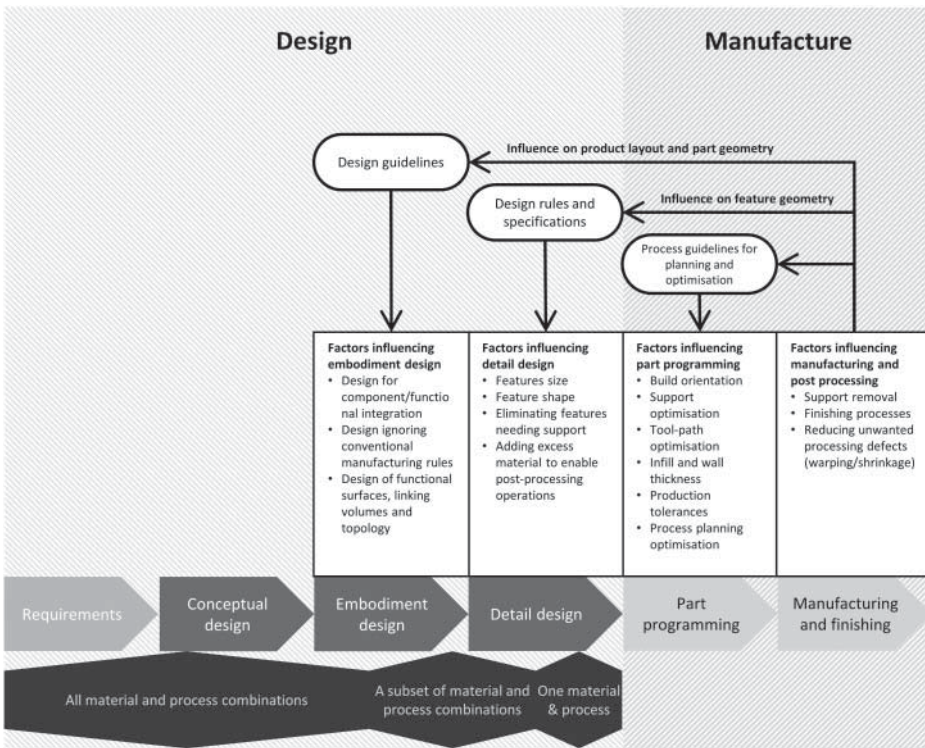 Design
Manufacture
Design guidelines
Influence on product layout and part geometry
Design rules and
specifications
Influence on feature geometry
Process guidelines for
planning and
optimisation
Factors influencing
embodiment design
• Design for
component/functio
nal integration
• Design ignoring
conventional
manufacturing rules
• Design of functional
surfaces, linking
volumes and
topology
Factors influencing
detail design
• Features size
• Feature shape
• Eliminating features
needing support
• Adding excess
material to enable
post-processing
operations
Factors influencing
part programming
• Build orientation
• Support
optimisation
• Tool-path
optimisation
• Infill and wall
thickness
• Production
tolerances
• Process planning
optimisation
Factors influencing
manufacturing and
post processing
• Support removal
• Finishing processes
• Reducing unwanted
processing defects
(warping/shrinkage)
Requirements
Conceptual
design
Embodiment
design
Detail design
Part
programming
Manufacturing
and finishing
All material and process combinations
A subset of material and
process combinations
One material
& process